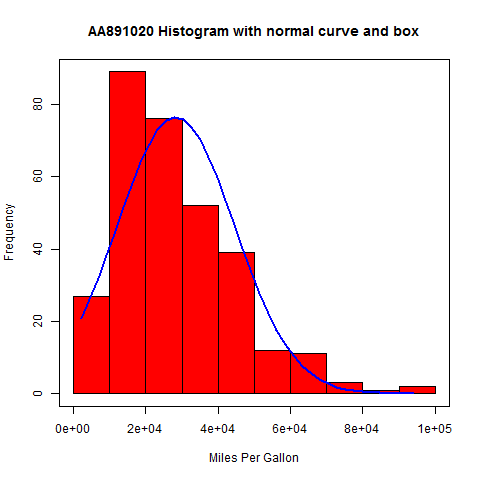 AA891020 Histogram with normal curve and box
Frequency
80
60
40
20
0
0e+00 2e+04 4e+04 6e+04 8e+04 1e+05
Miles Per Gallon